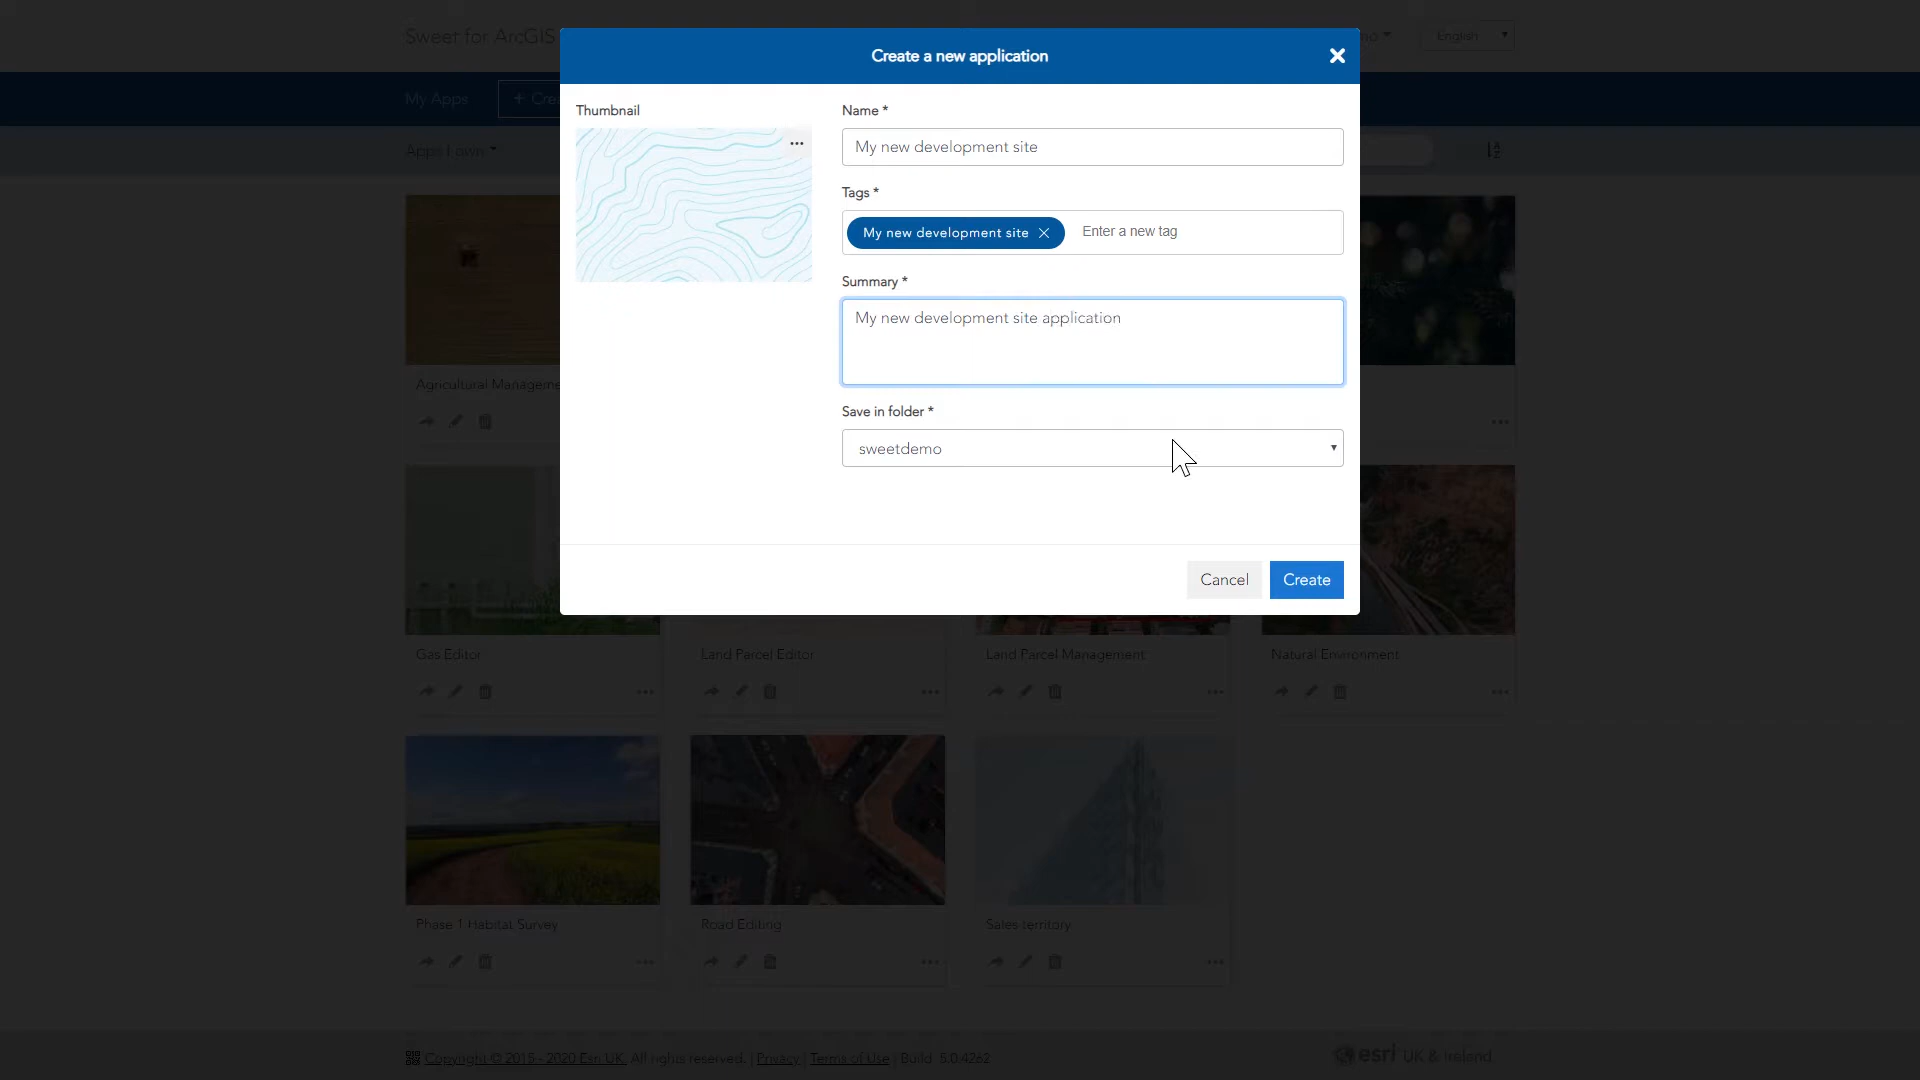 Sweet for ArcGIS
English
Create a new application
My Apps
Thumbnail
Name *
My new development site
Apps I own
Tags *
My new development site
Enter a new tag
Summary *
My new development site application
Save in folder *
sweetdemo
Cancel
Create
Gas Editor
Land Parcel Editor
Land Parcel Management
Natural Environment
Phase 1 Habitat Survey
Road Editing
Sales territory
Copyright © 2015 - 2020 Esri UK. All rights reserved. | Privacy | Terms of Use | Build: 5.0.4262
esri UK & Ireland